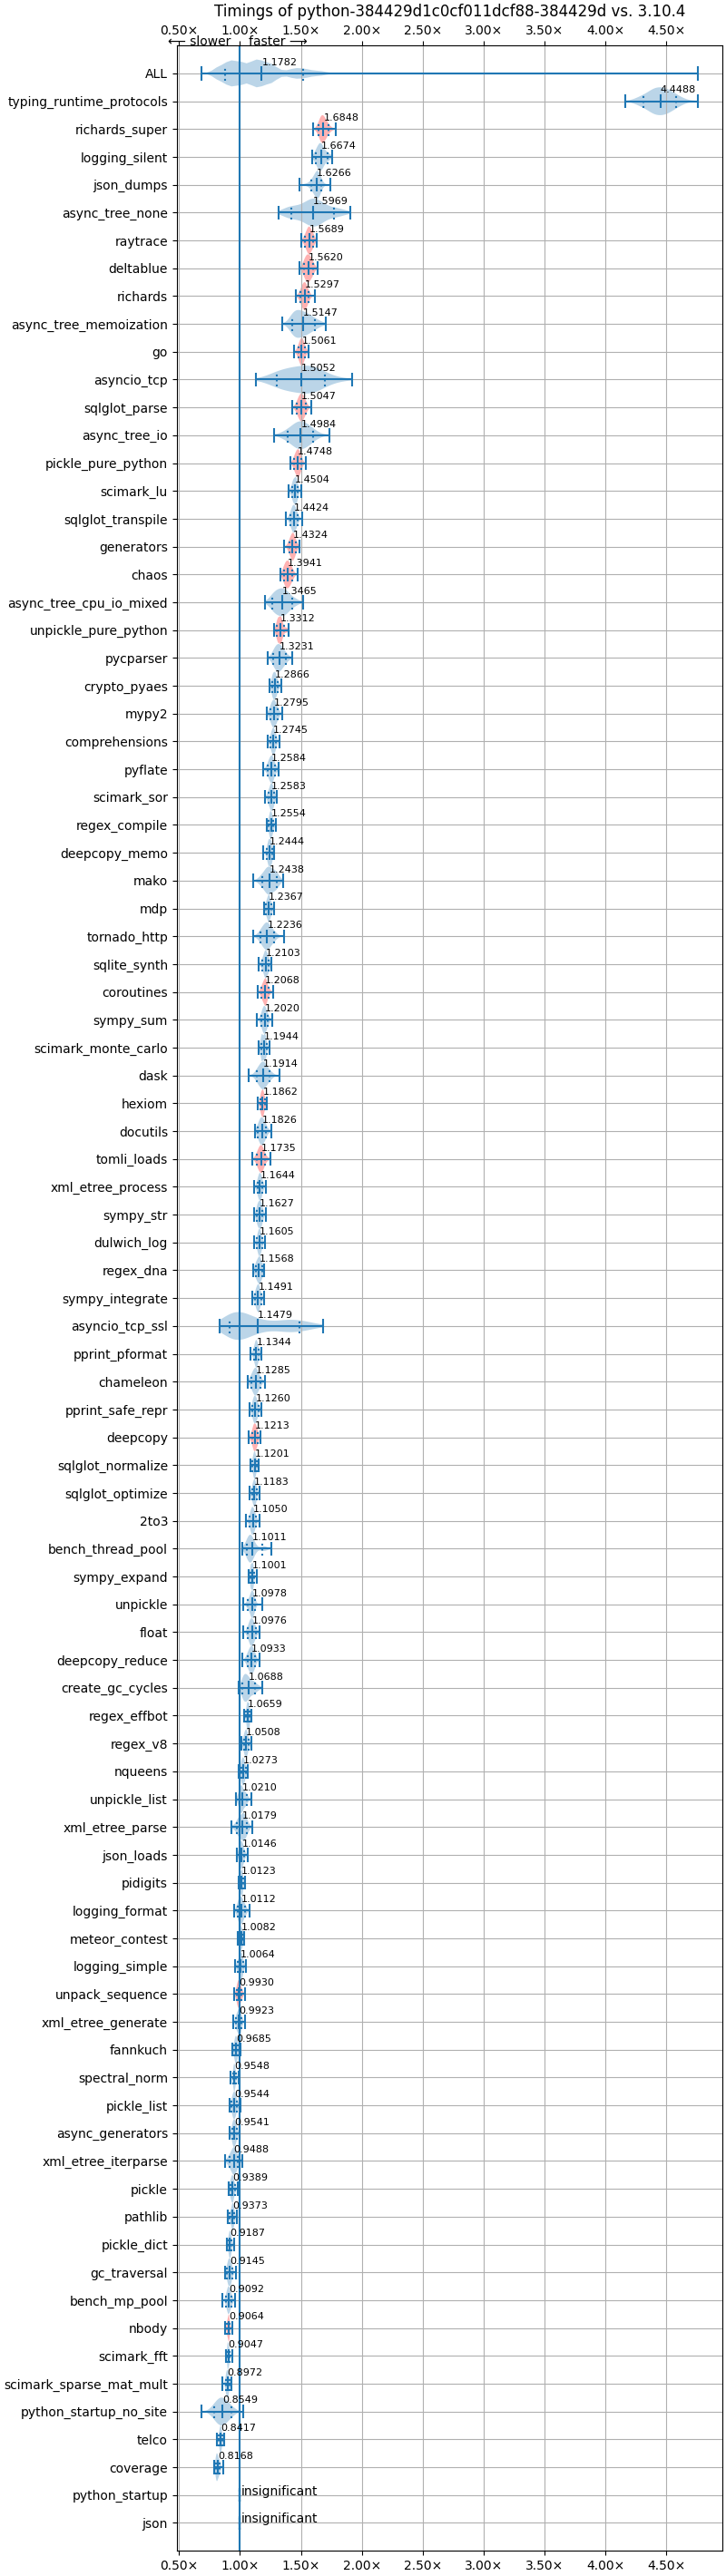 Timings of python-384429d1c0cf011dcf88-384429d vs. 3.10.4
0.50× 1.00× 1.50× 2.00× 2.50× 3.00× 3.50× 4.00× 4.50×
⟵ slower faster ⟶
ALL 1.1782
typing_runtime_protocols 4.4488
richards_super 1.6848
logging_silent 1.6674
json_dumps 1.6266
async_tree_none 1.5969
raytrace 1.5689
deltablue 1.5620
richards 1.5297
async_tree_memoization 1.5147
go 1.5061
asyncio_tcp 1.5052
sqlglot_parse 1.5047
async_tree_io 1.4984
pickle_pure_python 1.4748
scimark_lu 1.4504
sqlglot_transpile 1.4424
generators 1.4324
chaos 1.3941
async_tree_cpu_io_mixed 1.3465
unpickle_pure_python 1.3312
pycparser 1.3231
crypto_pyaes 1.2866
mypy2 1.2795
comprehensions 1.2745
pyflate 1.2584
scimark_sor 1.2583
regex_compile 1.2554
deepcopy_memo 1.2444
mako 1.2438
mdp 1.2367
tornado_http 1.2236
sqlite_synth 1.2103
coroutines 1.2068
sympy_sum 1.2020
scimark_monte_carlo 1.1944
dask 1.1914
hexiom 1.1862
docutils 1.1826
tomli_loads 1.1735
xml_etree_process 1.1644
sympy_str 1.1627
dulwich_log 1.1605
regex_dna 1.1568
sympy_integrate 1.1491
asyncio_tcp_ssl 1.1479
pprint_pformat 1.1344
chameleon 1.1285
pprint_safe_repr 1.1260
deepcopy 1.1213
sqlglot_normalize 1.1201
sqlglot_optimize 1.1183
2to3 1.1050
bench_thread_pool 1.1011
sympy_expand 1.1001
unpickle 1.0978
float 1.0976
deepcopy_reduce 1.0933
create_gc_cycles 1.0688
regex_effbot 1.0659
regex_v8 1.0508
nqueens 1.0273
unpickle_list 1.0210
xml_etree_parse 1.0179
json_loads 1.0146
pidigits 1.0123
logging_format 1.0112
meteor_contest 1.0082
logging_simple 1.0064
unpack_sequence 0.9930
xml_etree_generate 0.9923
fannkuch 0.9685
spectral_norm 0.9548
pickle_list 0.9544
async_generators 0.9541
xml_etree_iterparse 0.9488
pickle 0.9389
pathlib 0.9373
pickle_dict 0.9187
gc_traversal 0.9145
bench_mp_pool 0.9092
nbody 0.9064
scimark_fft 0.9047
scimark_sparse_mat_mult 0.8972
python_startup_no_site 0.8549
telco 0.8417
coverage 0.8168
python_startup insignificant
json insignificant
0.50× 1.00× 1.50× 2.00× 2.50× 3.00× 3.50× 4.00× 4.50×